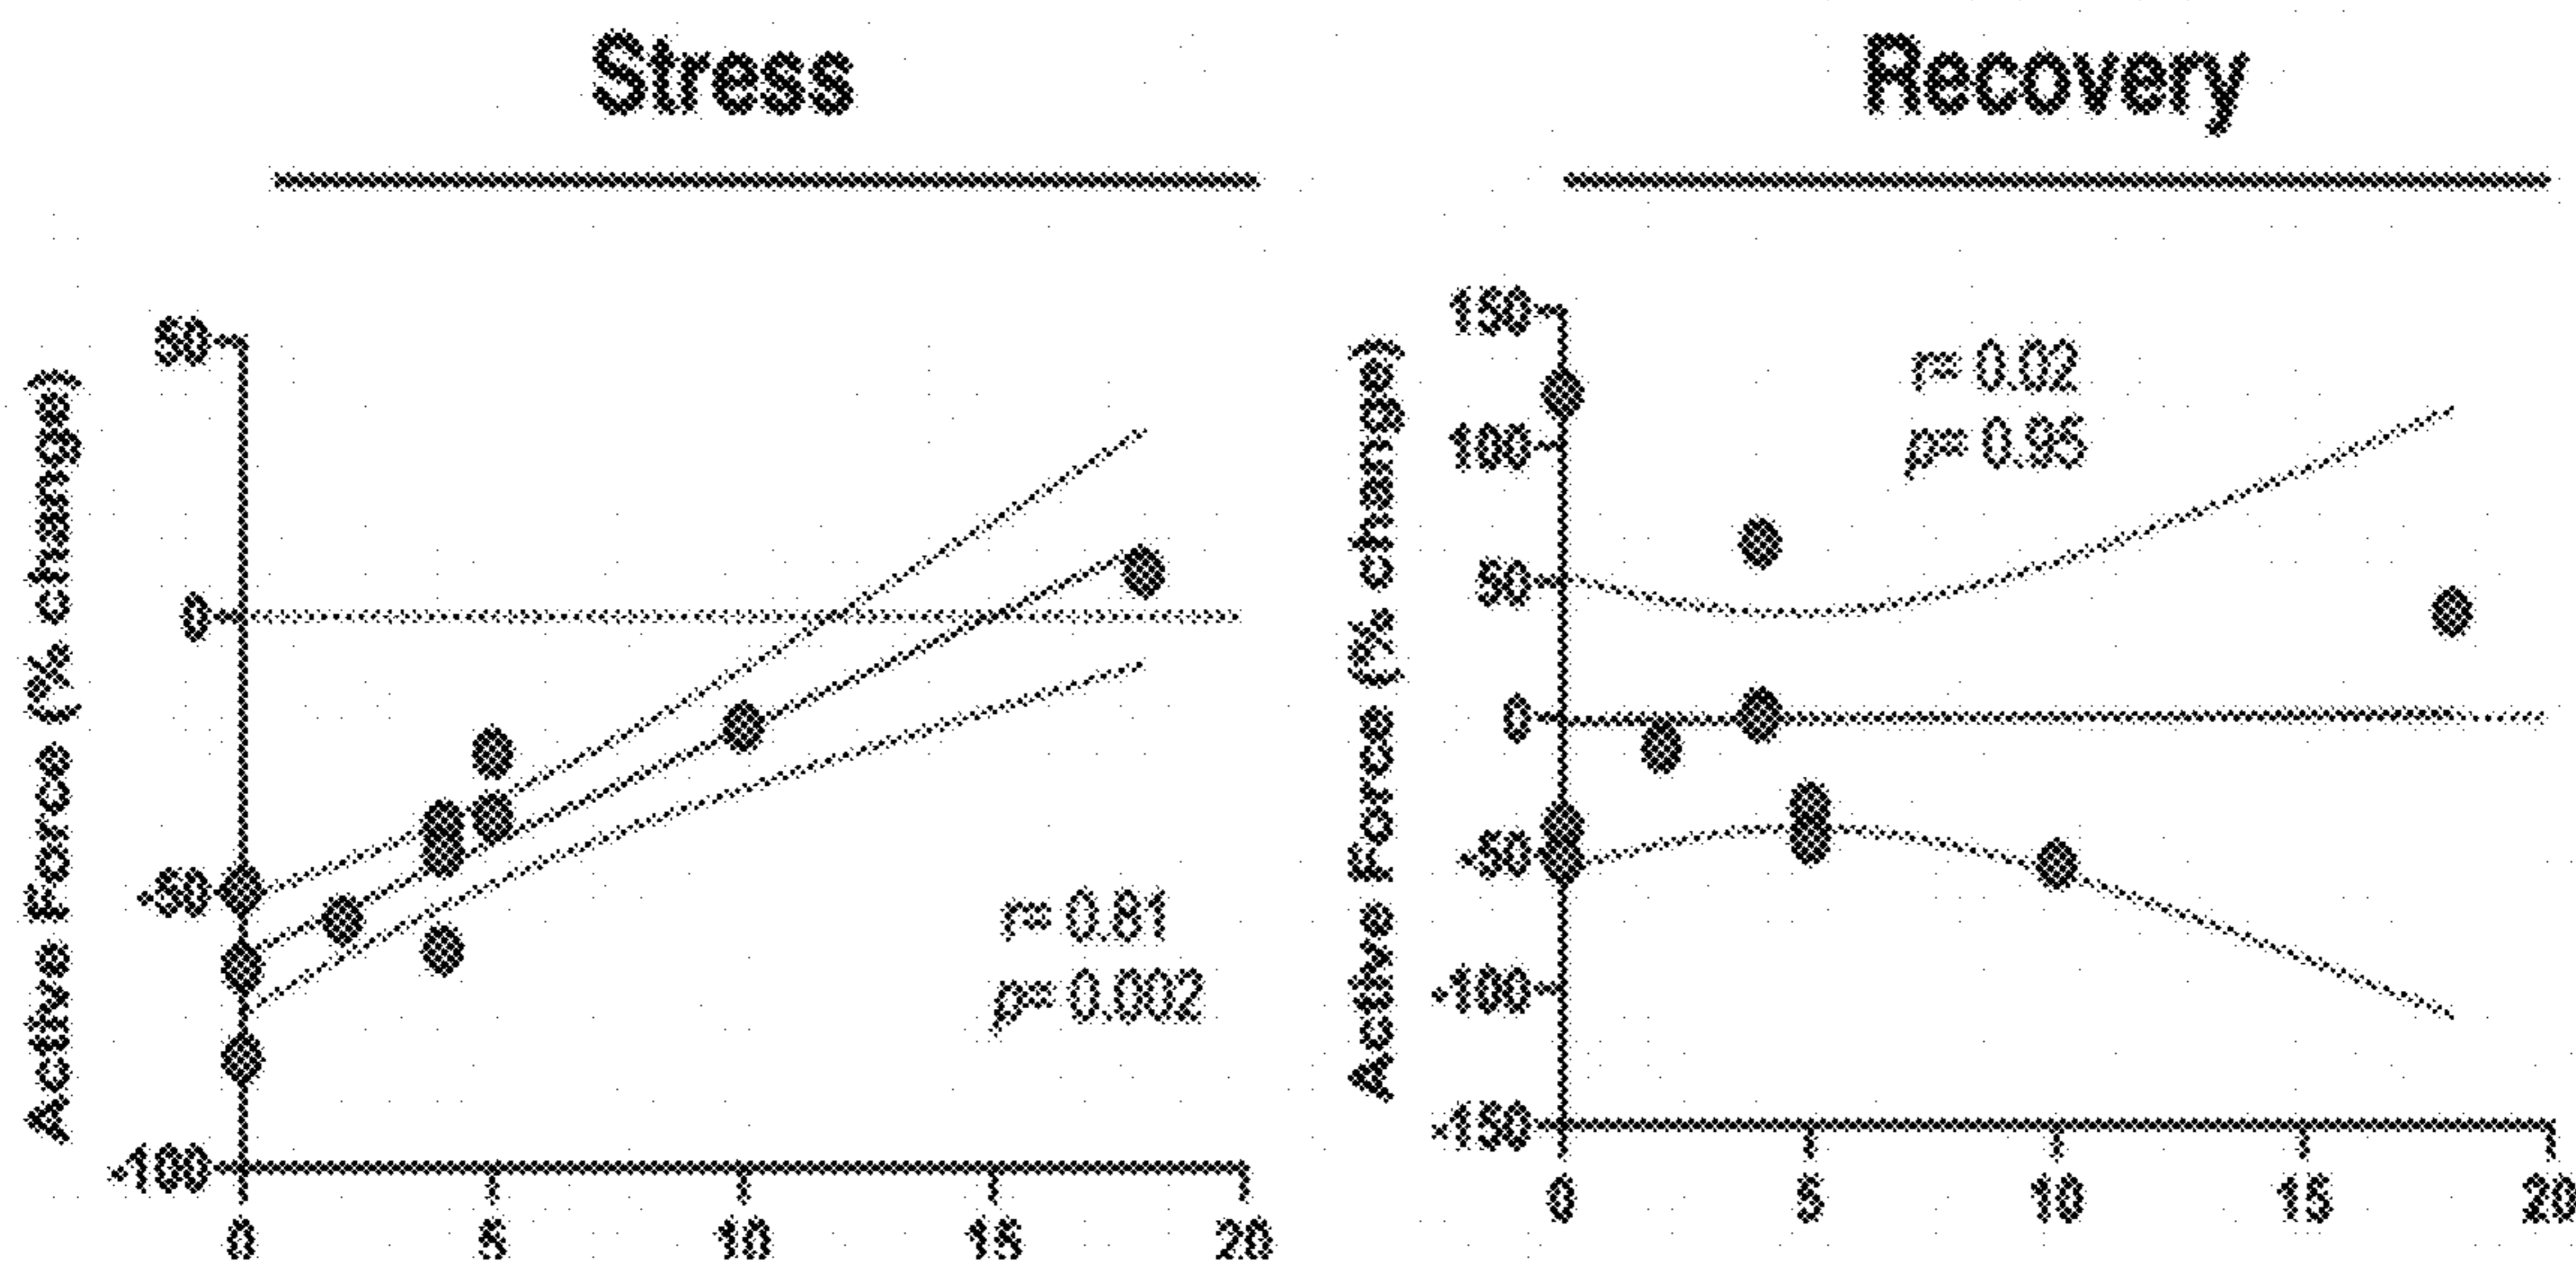 Stress
Active Force (% change)
50
0
-50
-100
0 5 10 15 20
r= 0.81
p= 0.002
Recovery
Active Force (% change)
150
100
50
0
-50
-100
-150
0 5 10 15 20
r= 0.02
p= 0.95